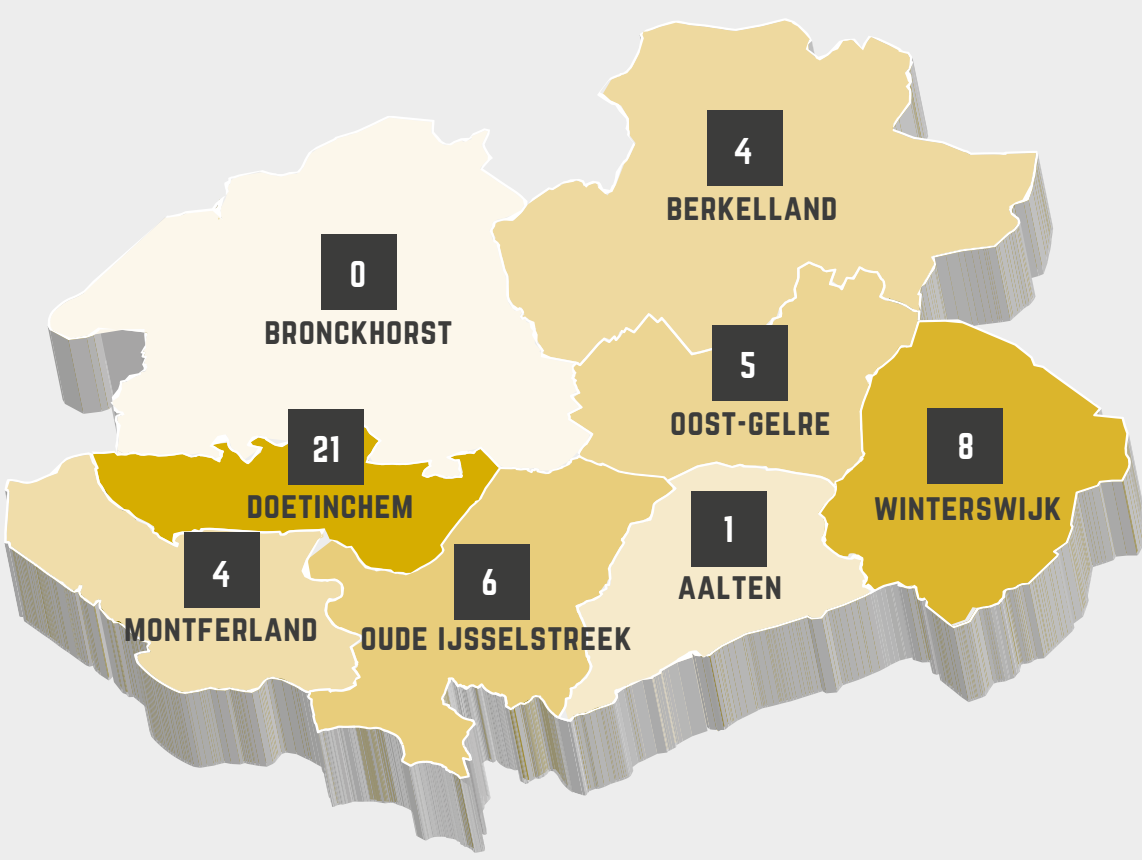 4
BERKELLAND
0
BRONCKHORST
5
OOST-GELRE
21
DOETINCHEM
8
WINTERSWIJK
1
AALTEN
4
MONTFERLAND
6
OUDE IJSSELSTREEK